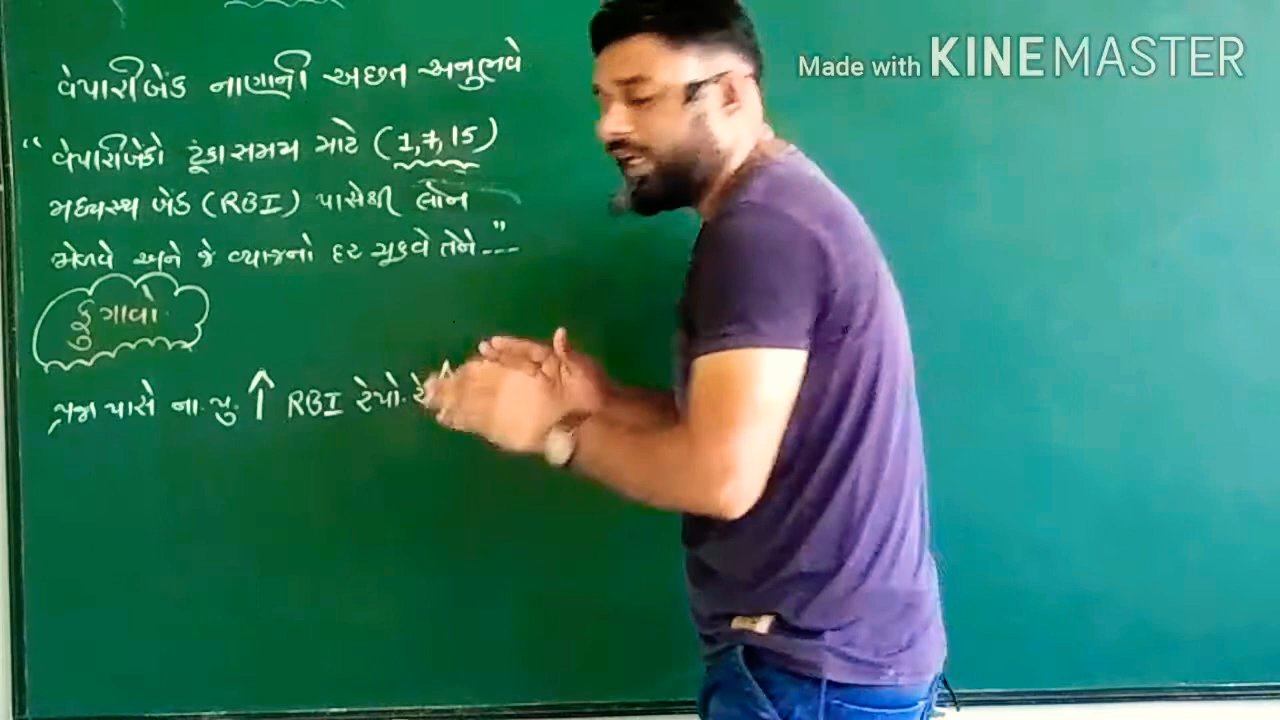 Made with KINEMASTER
વેપારીબેંક નાણાની અછત અનુભવે
“વેપારીબેંકો ટૂંકાસમય માટે (1,7,15)
મધ્યસ્થ બેંક (RBI) પાસેથી લોન
મેળવે અને જે વ્યાજનો દર ચુકવે તેને ---”
ફુગાવો
પ્રજા પાસે ના.પુ. ↑ RBI રેપો રે